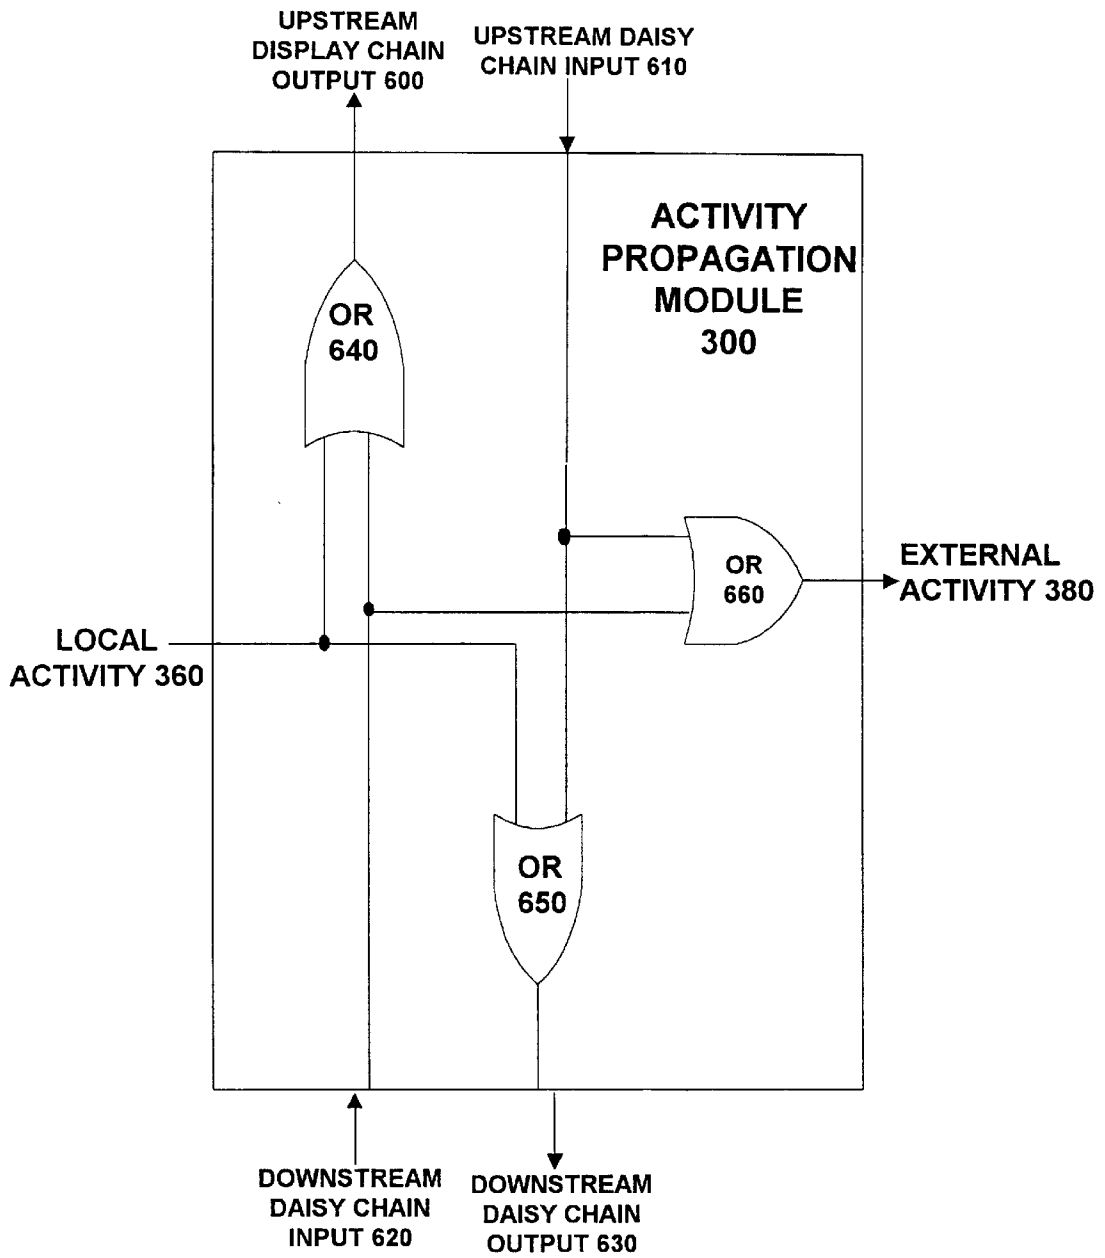 UPSTREAM
DISPLAY CHAIN
OUTPUT 600
UPSTREAM DAISY
CHAIN INPUT 610
ACTIVITY
PROPAGATION
MODULE
300
OR
640
OR
660
EXTERNAL
ACTIVITY 380
LOCAL
ACTIVITY 360
OR
650
DOWNSTREAM
DAISY CHAIN
INPUT 620
DOWNSTREAM
DAISY CHAIN
OUTPUT 630